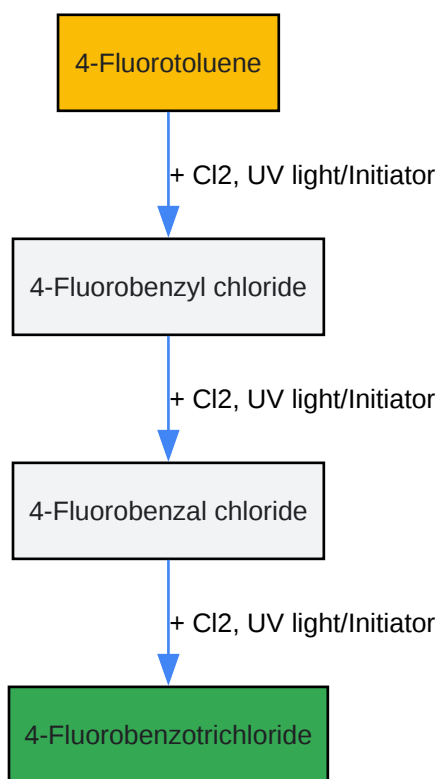 4-Fluorotoluene
+ Cl2, UV light/Initiator
4-Fluorobenzyl chloride
+ Cl2, UV light/Initiator
4-Fluorobenzal chloride
+ Cl2, UV light/Initiator
4-Fluorobenzotrichloride